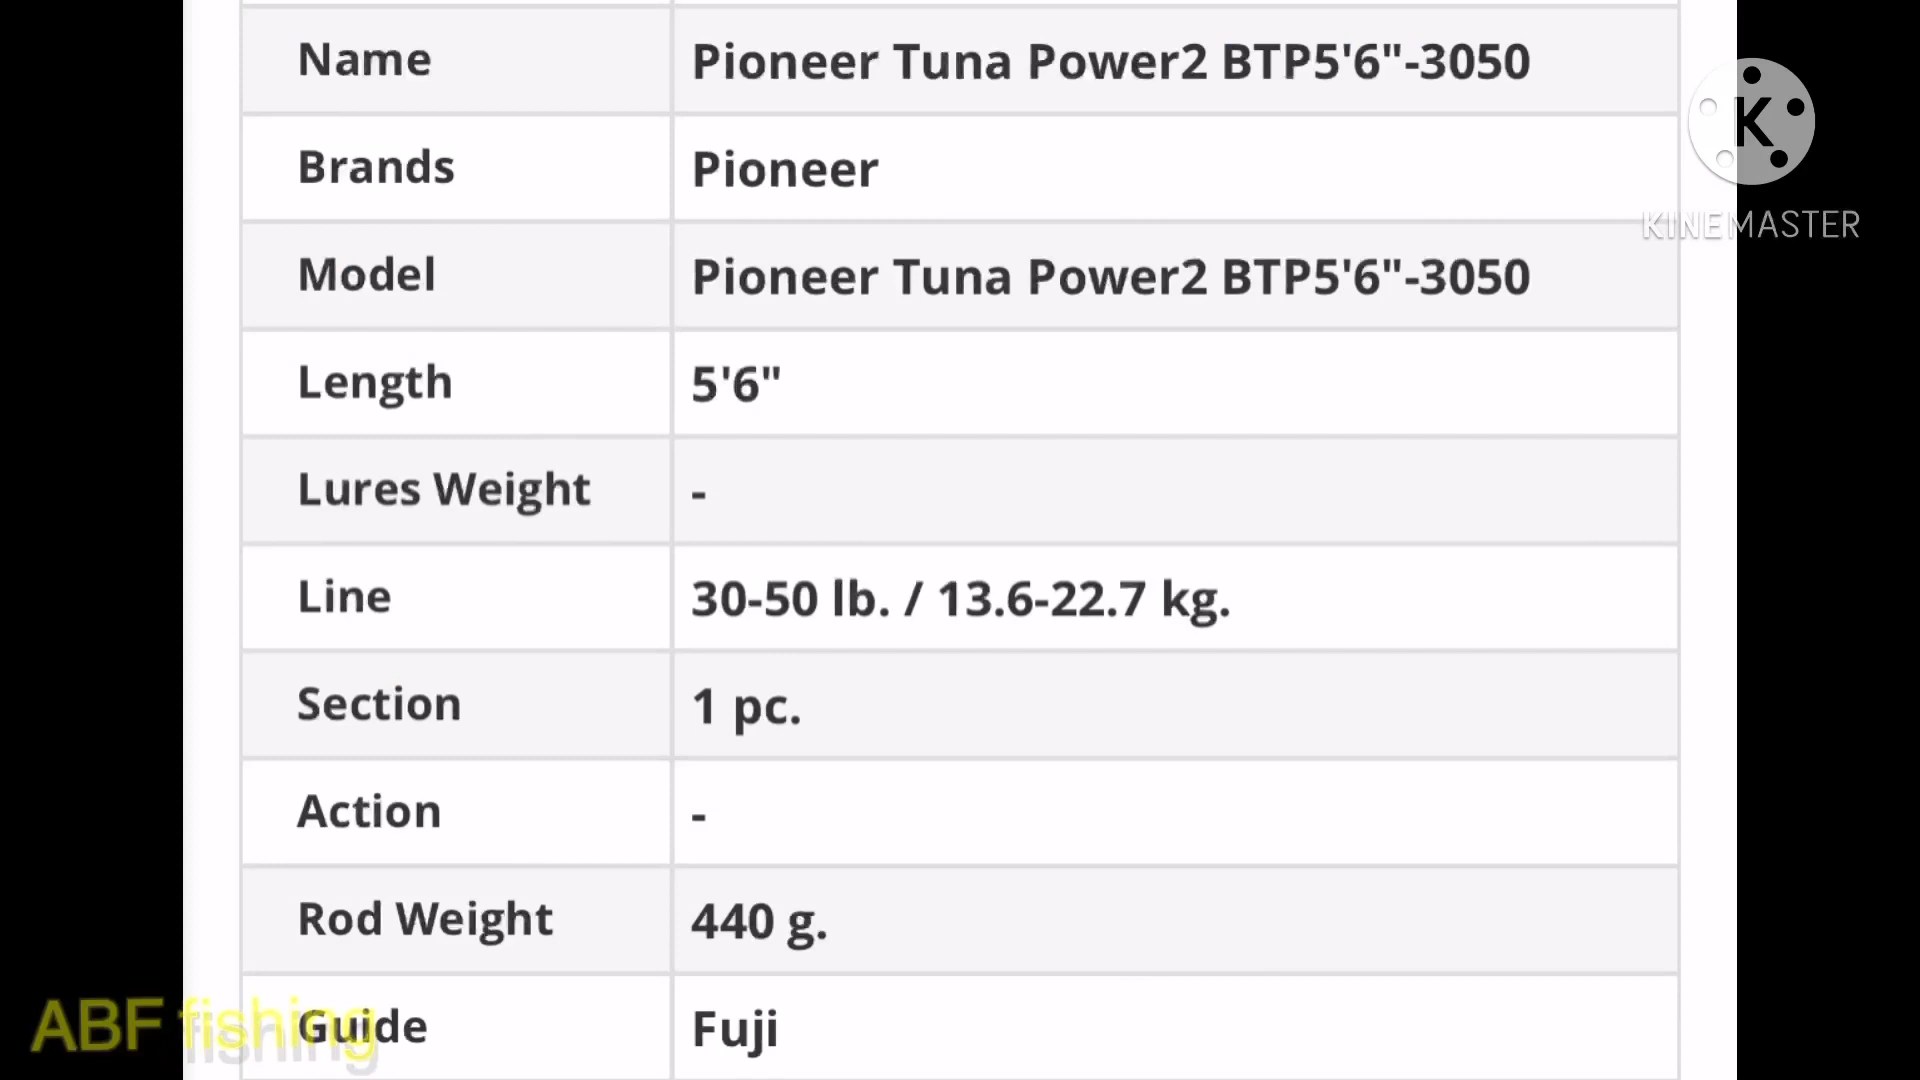 Name Pioneer Tuna Power2 BTP5'6"-3050
Brands Pioneer
Model Pioneer Tuna Power2 BTP5'6"-3050
Length 5'6"
Lures Weight -
Line 30-50 lb. / 13.6-22.7 kg.
Section 1 pc.
Action -
Rod Weight 440 g.
Guide Fuji
K
KINEMASTER
ABF fishing